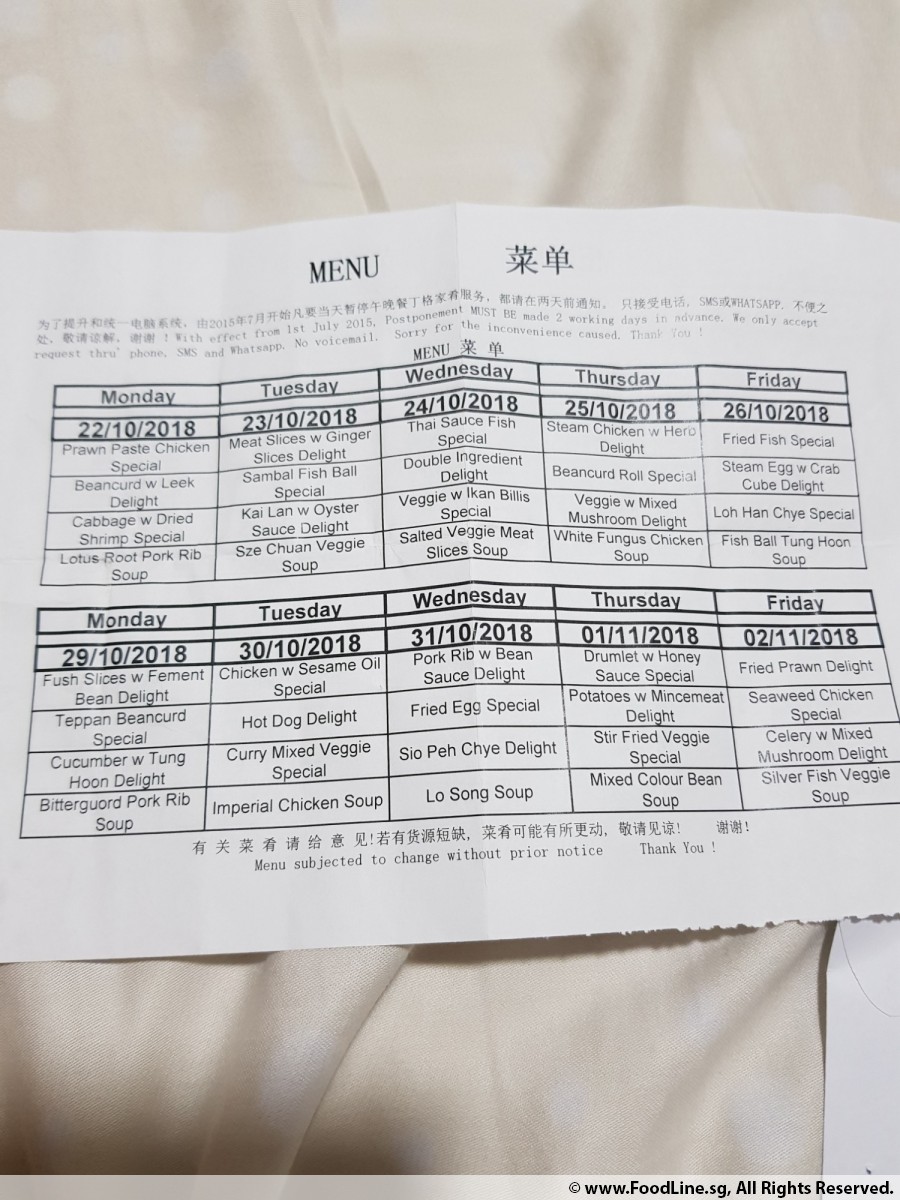 MENU 菜单
为了提升和统一电脑系统，由2015年7月开始凡要当天暂停午晚餐丁格家肴服务，都请在两天前通知。 只接受电话，SMS或WHATSAPP. 不便之
处，敬请谅解，谢谢！With effect from 1st July 2015, Postponement MUST BE made 2 working days in advance. We only accept
request thru' phone, SMS and Whatsapp. No voicemail. Sorry for the inconvenience caused. Thank You !
MENU 菜 单
Monday Tuesday Wednesday Thursday Friday
22/10/2018 23/10/2018 24/10/2018 25/10/2018 26/10/2018
Prawn Paste Chicken Meat Slices w Ginger Thai Sauce Fish Steam Chicken w Herb Fried Fish Special
Special Slices Delight Special Delight
Beancurd w Leek Sambal Fish Ball Double Ingredient Beancurd Roll Special Steam Egg w Crab
Delight Special Delight Cube Delight
Cabbage w Dried Kai Lan w Oyster Veggie w Ikan Billis Veggie w Mixed Loh Han Chye Special
Shrimp Special Sauce Delight Special Mushroom Delight
Lotus Root Pork Rib Sze Chuan Veggie Salted Veggie Meat White Fungus Chicken Fish Ball Tung Hoon
Soup Soup Slices Soup Soup Soup
Monday Tuesday Wednesday Thursday Friday
29/10/2018 30/10/2018 31/10/2018 01/11/2018 02/11/2018
Fush Slices w Fement Chicken w Sesame Oil Pork Rib w Bean Drumlet w Honey Fried Prawn Delight
Bean Delight Special Sauce Delight Sauce Special
Teppan Beancurd Hot Dog Delight Fried Egg Special Potatoes w Mincemeat Seaweed Chicken
Special Delight Special
Cucumber w Tung Curry Mixed Veggie Sio Peh Chye Delight Stir Fried Veggie Celery w Mixed
Hoon Delight Special Special Mushroom Delight
Bitterguord Pork Rib Imperial Chicken Soup Lo Song Soup Mixed Colour Bean Silver Fish Veggie
Soup Soup Soup
有 关 菜 肴 请 给 意 见!若有货源短缺, 菜肴可能有所更动, 敬请见谅! 谢谢!
Menu subjected to change without prior notice Thank You !
© www.FoodLine.sg, All Rights Reserved.